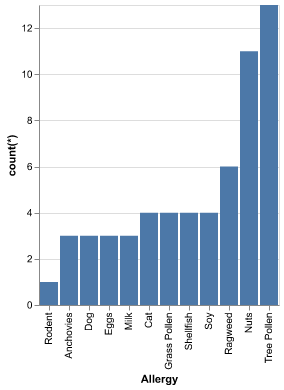 12
10
8
6
4
2
0
count(*)
Rodent
Anchovies
Dog
Eggs
Milk
Cat
Grass Pollen
Shellfish
Soy
Ragweed
Nuts
Tree Pollen
Allergy